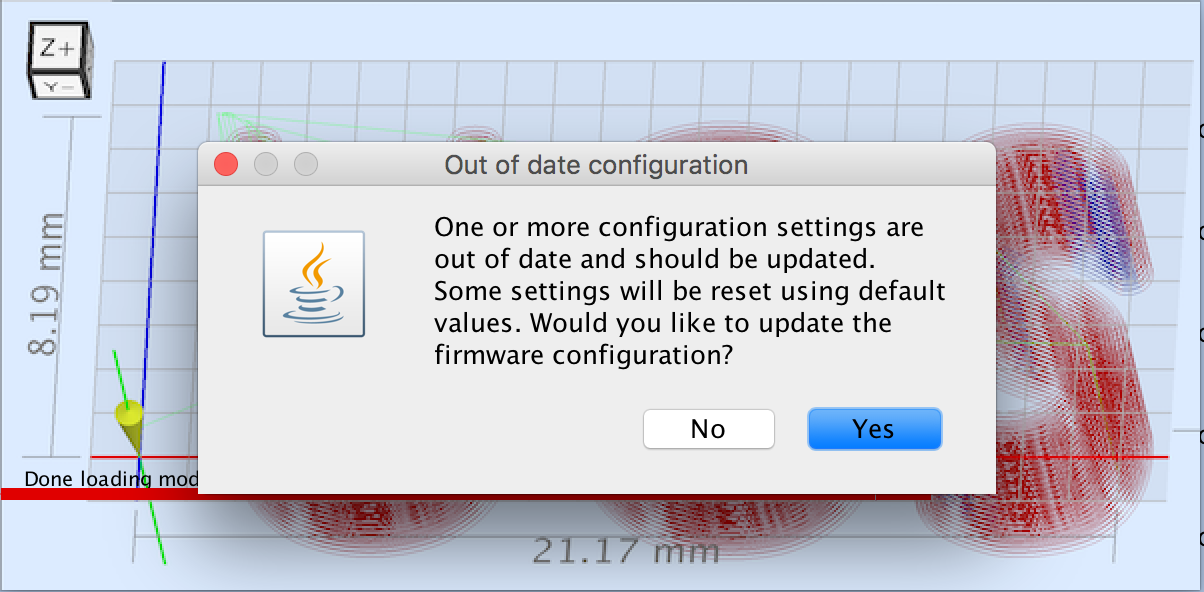 Z+
Y−
Out of date configuration
One or more configuration settings are
out of date and should be updated.
Some settings will be reset using default
values. Would you like to update the
firmware configuration?
No
Yes
8.19 mm
Done loading mod
21.17 mm